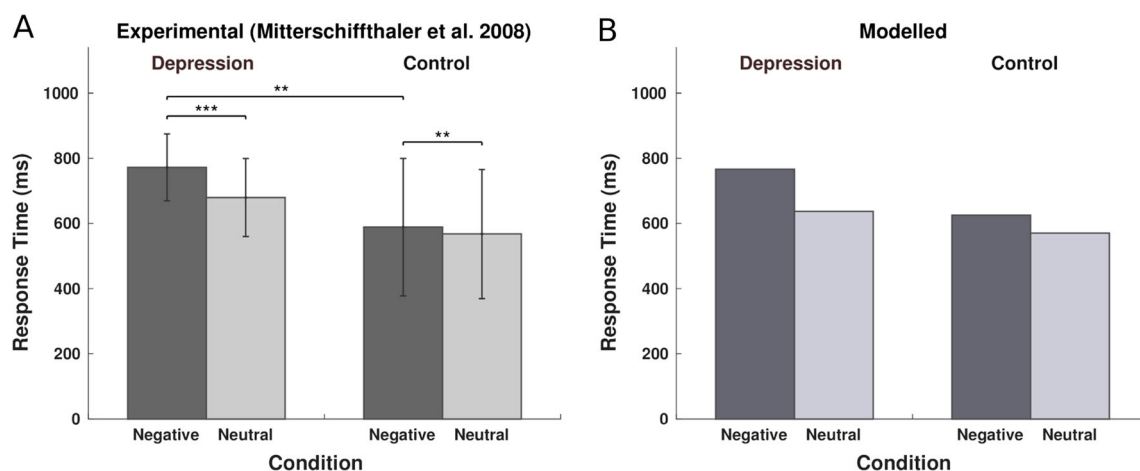 A
Experimental (Mitterschiffthaler et al. 2008)
Depression
Control
**
***
**
1000
800
600
400
200
0
Response Time (ms)
Negative
Neutral
Negative
Neutral
Condition
B
Modelled
Depression
Control
1000
800
600
400
200
0
Response Time (ms)
Negative
Neutral
Negative
Neutral
Condition